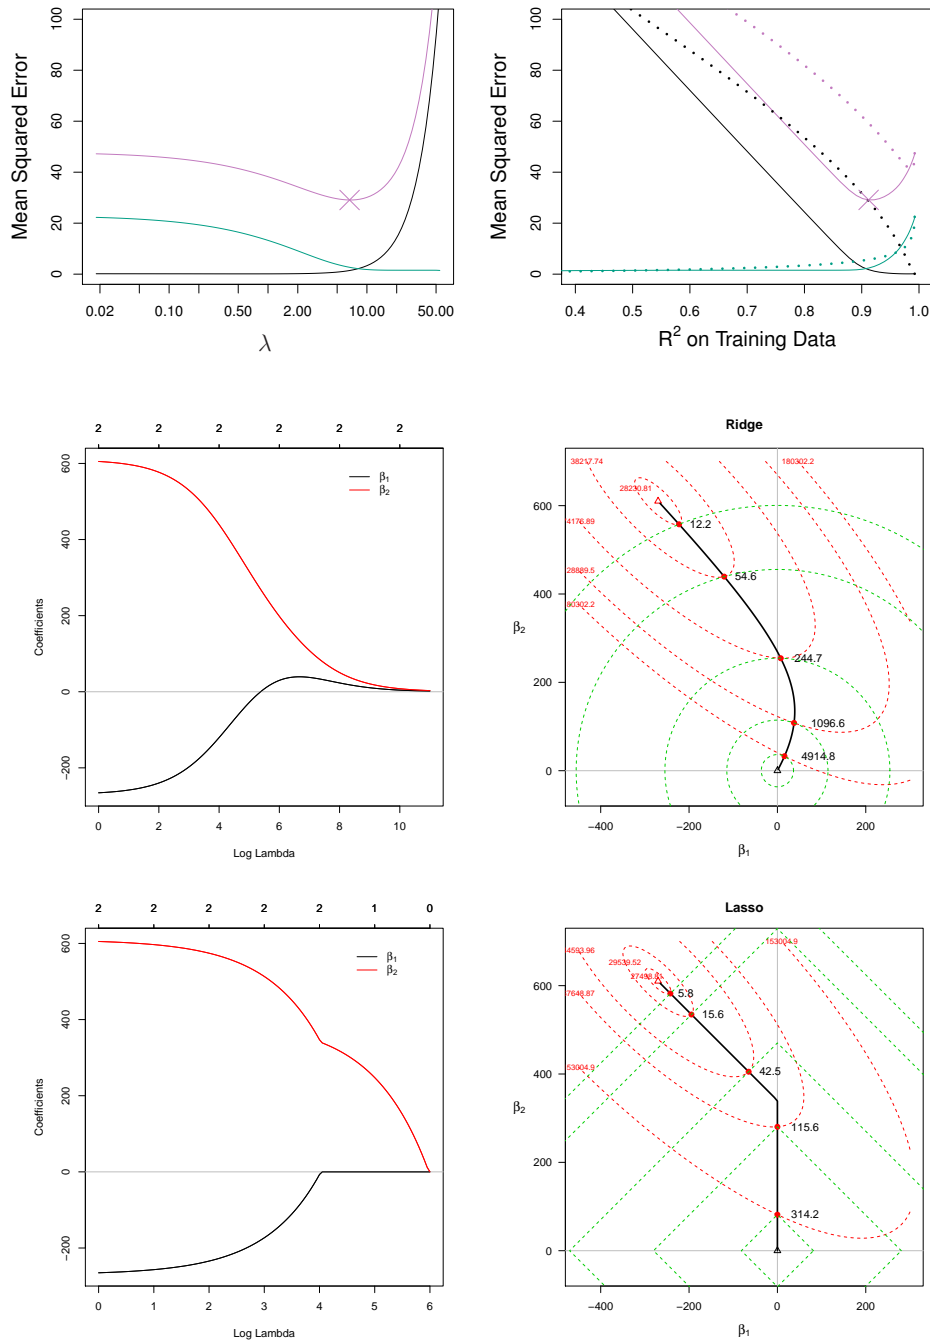 Mean Squared Error
0 20 40 60 80 100
0.02 0.10 0.50 2.00 10.00 50.00
λ
Mean Squared Error
0 20 40 60 80 100
0.4 0.5 0.6 0.7 0.8 0.9 1.0
R² on Training Data
2 2 2 2 2 2
β₁
β₂
Coefficients
−200 0 200 400 600
0 2 4 6 8 10
Log Lambda
Ridge
38217.74
180302.2
28230.81
4176.89
28889.5
80302.2
12.2
54.6
244.7
1096.6
4914.8
β₂
0 200 400 600
−400 −200 0 200
β₁
2 2 2 2 2 1 0
β₁
β₂
Coefficients
−200 0 200 400 600
0 1 2 3 4 5 6
Log Lambda
Lasso
4593.96
153004.9
29539.52
7648.87
53004.9
5.8
15.6
42.5
115.6
314.2
β₂
0 200 400 600
−400 −200 0 200
β₁